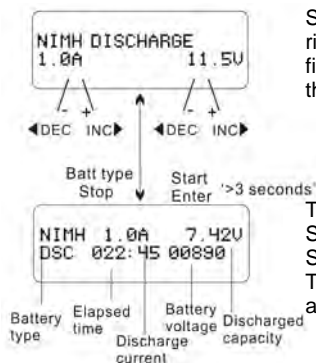 NIMH DISCHARGE
1.0A 11.5V
- + - +
◀DEC INC▶ ◀DEC INC▶
Batt type
Stop
Start
Enter
'>3 seconds'
NIMH 1.0A 7.42V
DSC 022:45 00890
Battery type
Elapsed time
Discharge current
Battery voltage
Discharged capacity